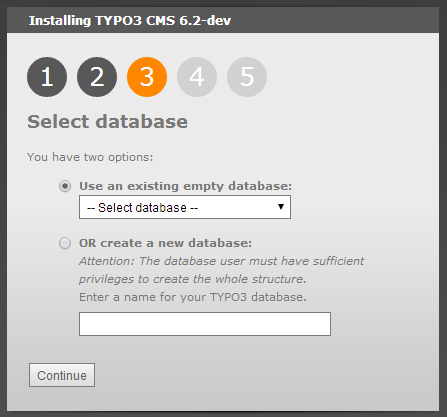 Installing TYPO3 CMS 6.2-dev
1 2 3 4 5
Select database
You have two options:
Use an existing empty database:
-- Select database --
OR create a new database:
Attention: The database user must have sufficient
privileges to create the whole structure.
Enter a name for your TYPO3 database.
Continue